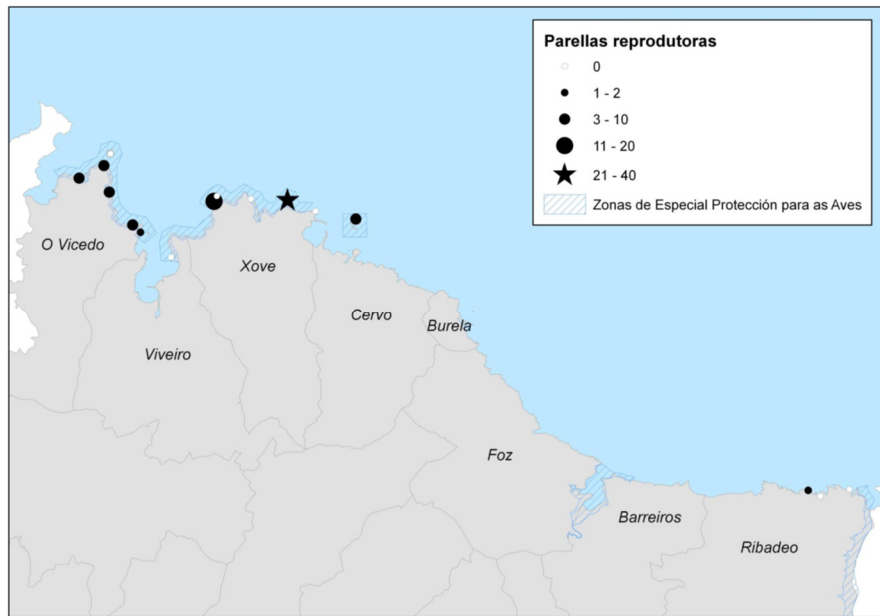 Parellas reprodutoras
0
1 - 2
3 - 10
11 - 20
21 - 40
Zonas de Especial Protección para as Aves
O Vicedo
Xove
Cervo
Burela
Viveiro
Foz
Barreiros
Ribadeo